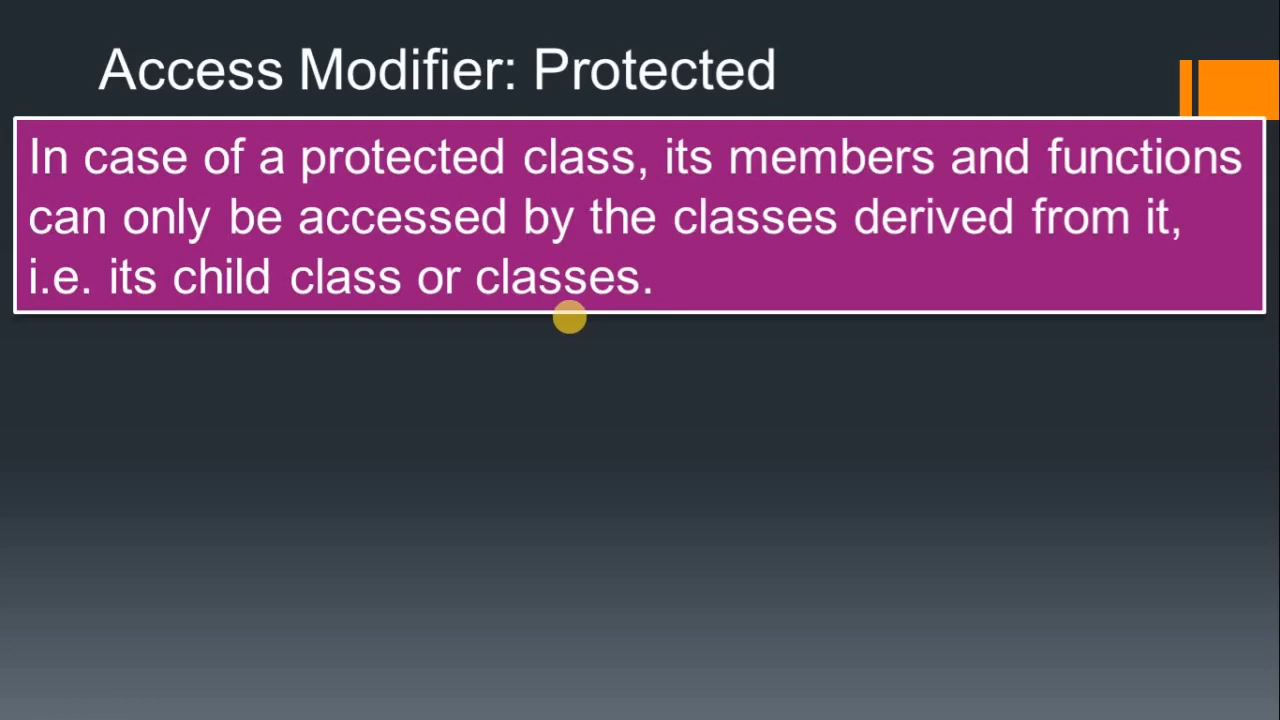 Access Modifier: Protected
In case of a protected class, its members and functions
can only be accessed by the classes derived from it,
i.e. its child class or classes.